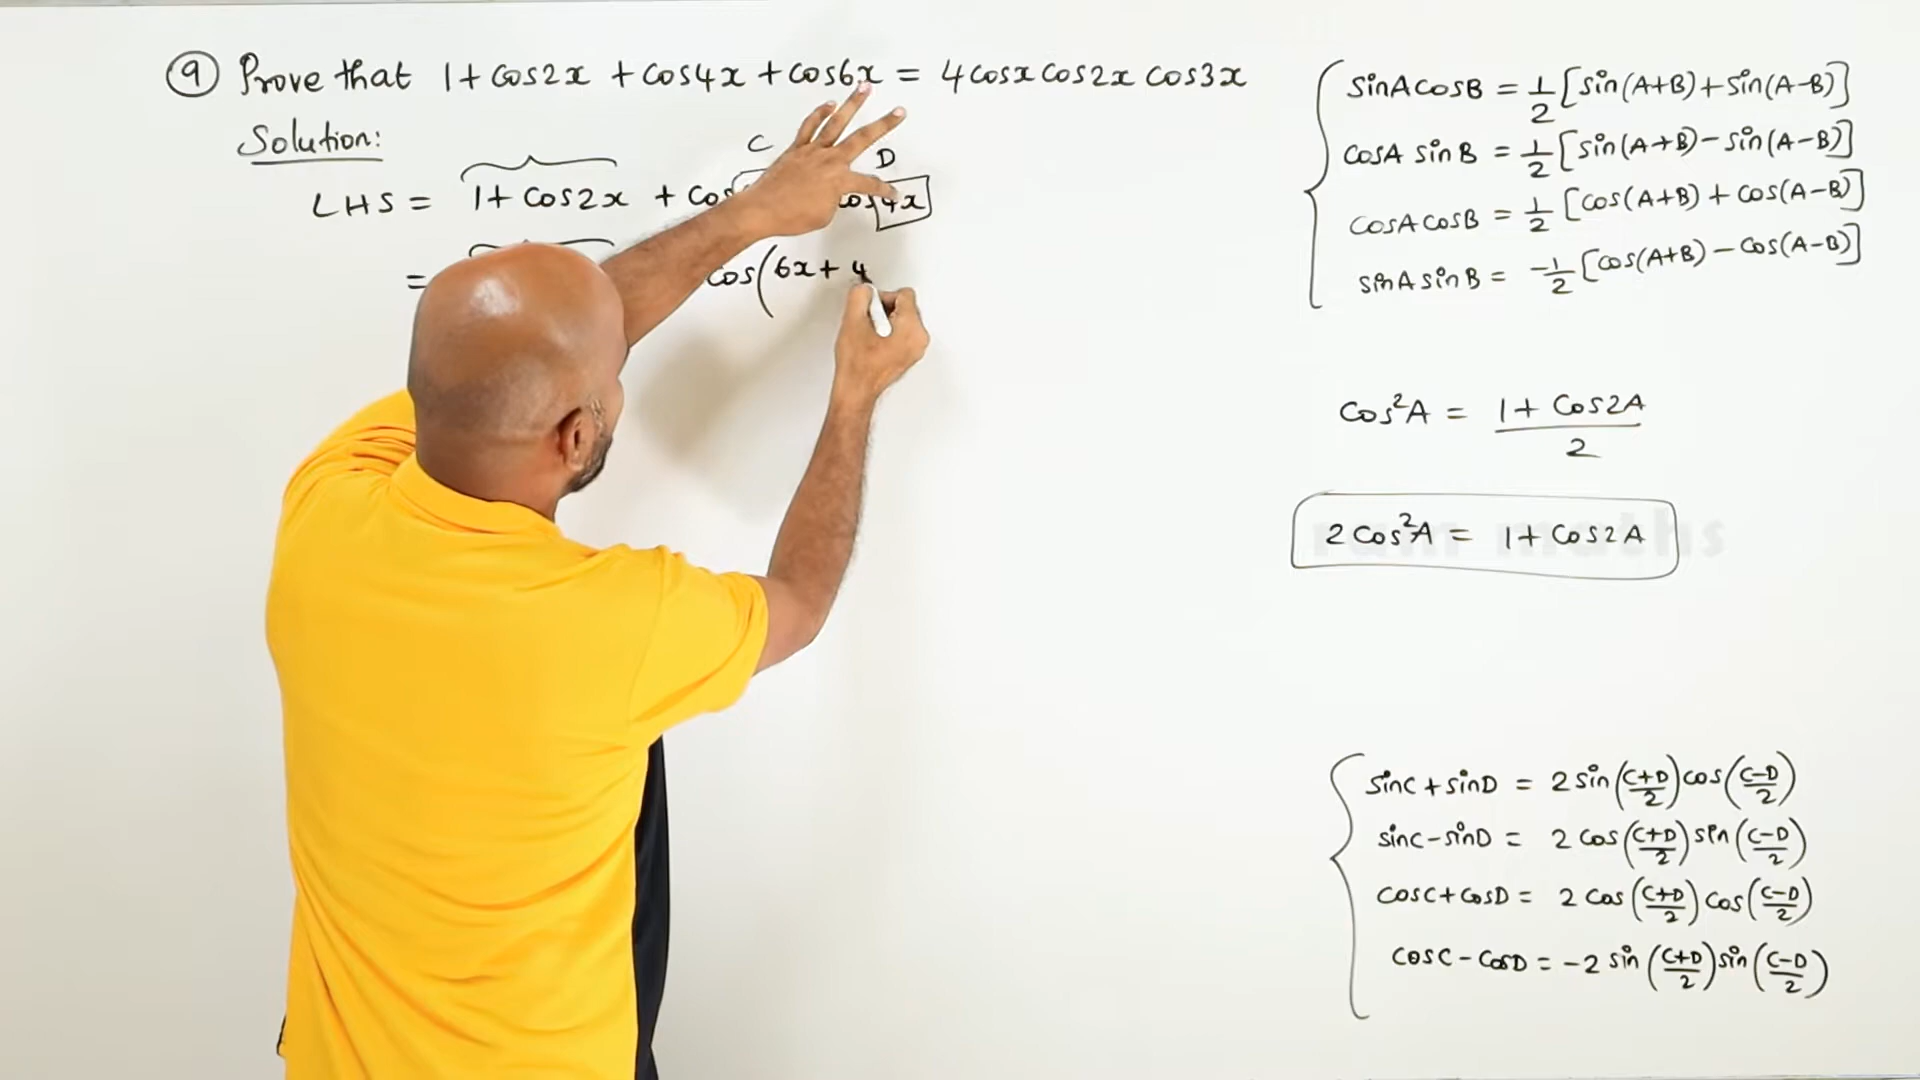 9 Prove that 1 + cos2x + cos4x + cos6x = 4cosx cos2x cos3x
Solution:
C D
LHS = 1 + cos2x + cos 4x
= cos(6x + 4
sinA cosB = 1/2 [sin(A+B) + sin(A-B)]
cosA sinB = 1/2 [sin(A+B) - sin(A-B)]
cosA cosB = 1/2 [cos(A+B) + cos(A-B)]
sinA sinB = -1/2 [cos(A+B) - cos(A-B)]
cos²A = (1 + cos2A)/2
2cos²A = 1 + cos2A
ram maths
sinC + sinD = 2 sin((C+D)/2) cos((C-D)/2)
sinC - sinD = 2 cos((C+D)/2) sin((C-D)/2)
cosC + cosD = 2 cos((C+D)/2) cos((C-D)/2)
cosC - cosD = -2 sin((C+D)/2) sin((C-D)/2)